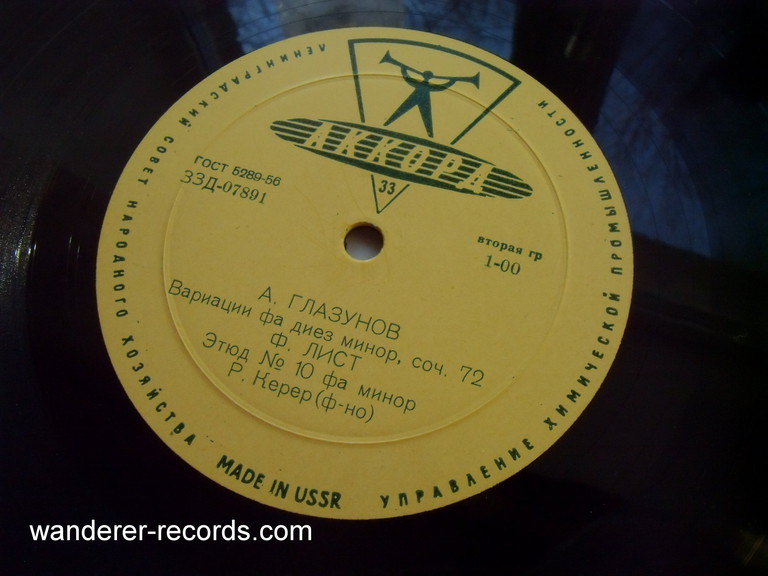 ЛЕНИНГРАДСКИЙ СОВЕТ НАРОДНОГО ХОЗЯЙСТВА
УПРАВЛЕНИЕ ХИМИЧЕСКОЙ ПРОМЫШЛЕННОСТИ
АККОРД
33
ГОСТ 5289-56
33Д-07891
вторая гр
1-00
А. ГЛАЗУНОВ
Вариации фа диез минор, соч. 72
Ф. ЛИСТ
Этюд № 10 фа минор
Р. Керер (ф-но)
MADE IN USSR
wanderer-records.com